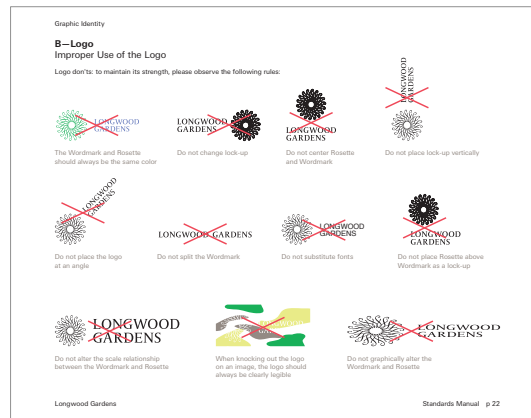 Graphic Identity
B—Logo
Improper Use of the Logo
Logo don'ts: to maintain its strength, please observe the following rules:
LONGWOOD
GARDENS
The Wordmark and Rosette
should always be the same color
LONGWOOD
GARDENS
Do not change lock-up
LONGWOOD
GARDENS
Do not center Rosette
and Wordmark
LONGWOOD
GARDENS
Do not place lock-up vertically
LONGWOOD
GARDENS
Do not place the logo
at an angle
LONGWOOD GARDENS
Do not split the Wordmark
LONGWOOD
GARDENS
Do not substitute fonts
LONGWOOD
GARDENS
Do not place Rosette above
Wordmark as a lock-up
LONGWOOD
GARDENS
Do not alter the scale relationship
between the Wordmark and Rosette
When knocking out the logo
on an image, the logo should
always be clearly legible
LONGWOOD
GARDENS
Do not graphically alter the
Wordmark and Rosette
Longwood Gardens
Standards Manual p 22